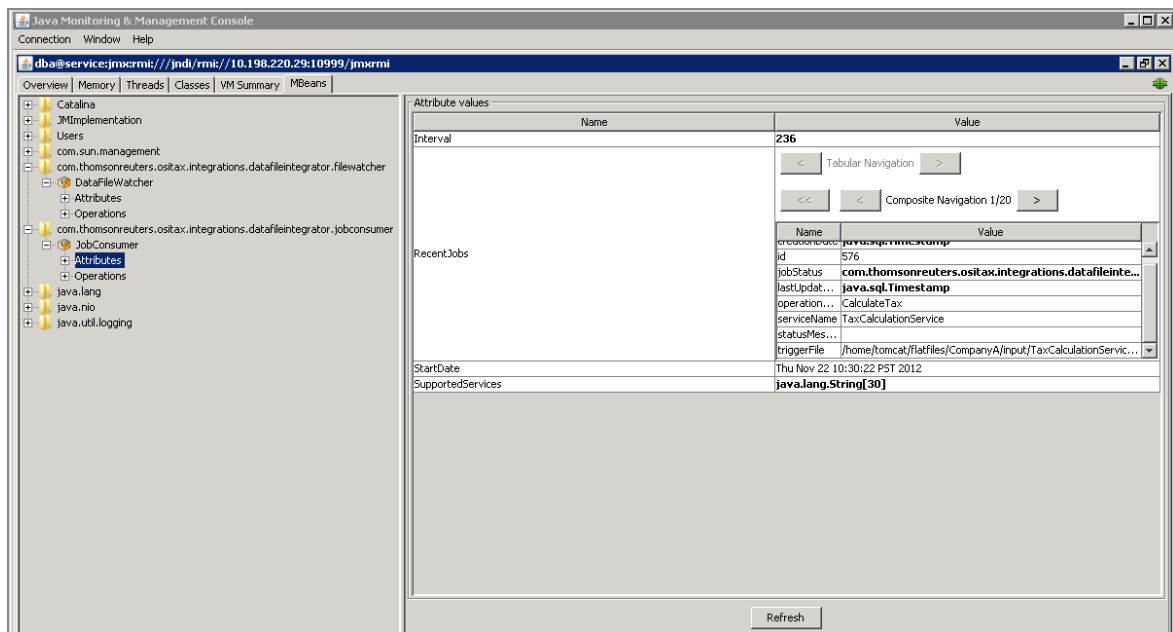 Java Monitoring & Management Console
Connection Window Help
dba@service:jmx:rmi:///jndi/rmi://10.198.220.29:10999/jmxrmi
Overview Memory Threads Classes VM Summary MBeans
Catalina
JMImplementation
Users
com.sun.management
com.thomsonreuters.ositax.integrations.datafileintegrator.filewatcher
DataFileWatcher
Attributes
Operations
com.thomsonreuters.ositax.integrations.datafileintegrator.jobconsumer
JobConsumer
Attributes
Operations
java.lang
java.nio
java.util.logging
Attribute values
Name Value
Interval 236
RecentJobs
< Tabular Navigation >
<< < Composite Navigation 1/20 >
Name Value
creationDate java.sql.Timestamp
id 576
jobStatus com.thomsonreuters.ositax.integrations.datafileinte...
lastUpdat... java.sql.Timestamp
operation... CalculateTax
serviceName TaxCalculationService
statusMes...
triggerFile /home/tomcat/flatfiles/CompanyA/input/TaxCalculationServic...
StartDate Thu Nov 22 10:30:22 PST 2012
SupportedServices java.lang.String[30]
Refresh